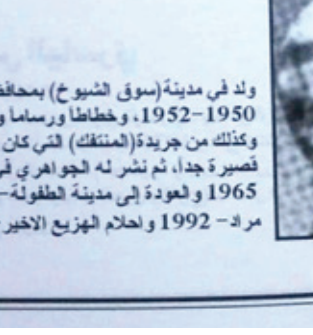 ولد في مدينة(سوق الشيوخ) بمحافظ
1950-1952، وخطاطاً ورساماً و
وكذلك من جريدة(المنتفك) التي كان
قصيرة جداً، ثم نشر له الجواهري في
1965 والعودة إلى مدينة الطفولة-
مراد- 1992 واحلام الهزيع الاخير